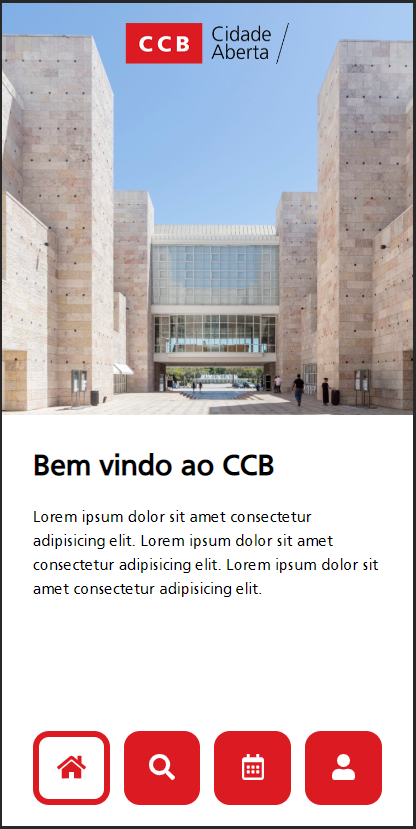 CCB Cidade
Aberta
Bem vindo ao CCB
Lorem ipsum dolor sit amet consectetur
adipisicing elit. Lorem ipsum dolor sit amet
consectetur adipisicing elit. Lorem ipsum dolor sit
amet consectetur adipisicing elit.